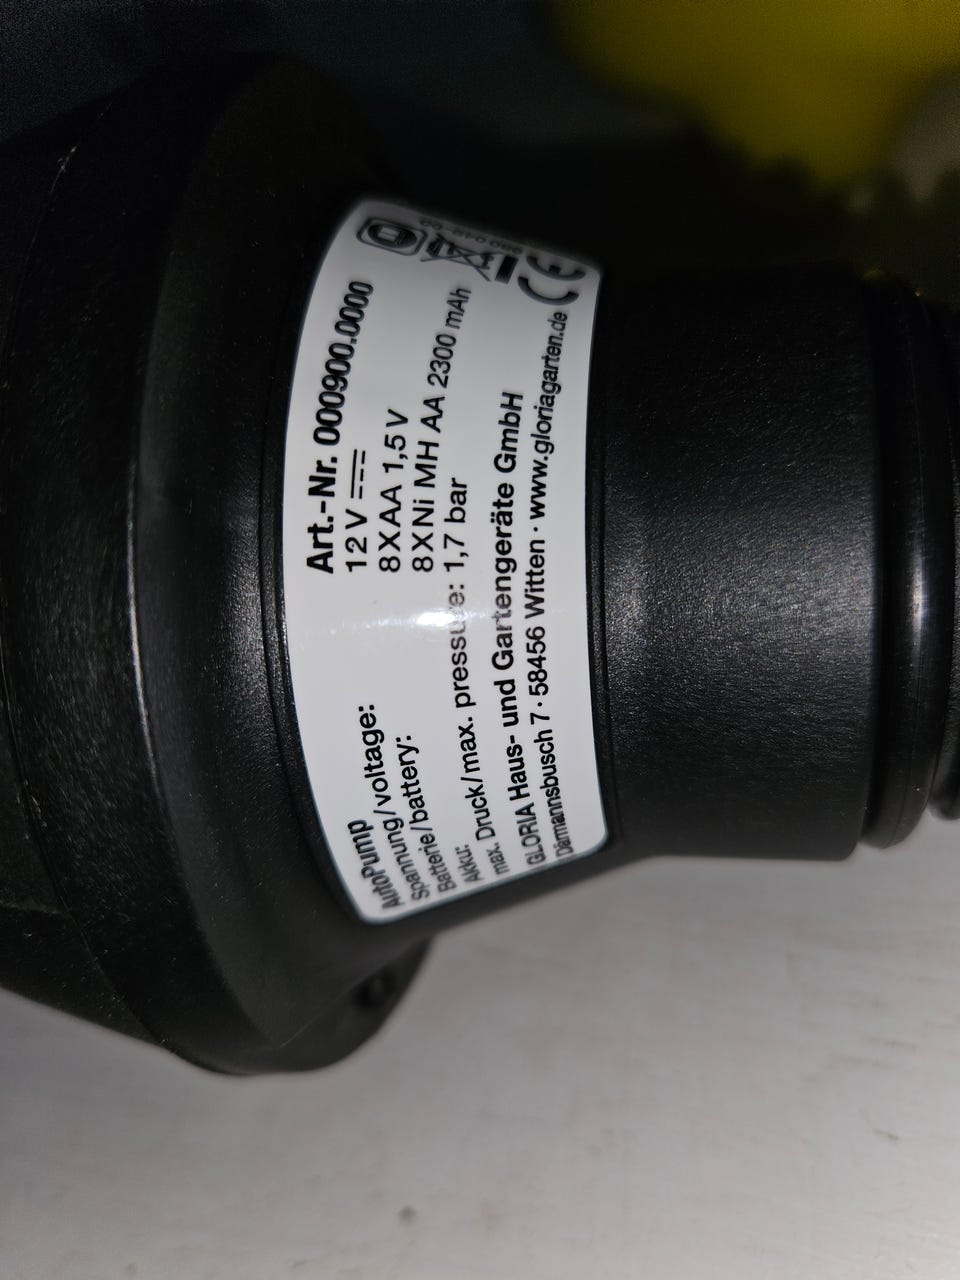 AutoPump Art.-Nr. 000900.0000
Spannung/voltage: 12 V
Batterie/battery: 8 X AA 1,5 V
Akku: 8 X Ni MH AA 2300 mAh
max. Druck/max. pressure: 1,7 bar
GLORIA Haus- und Gartengeräte GmbH
Därmannsbusch 7 · 58456 Witten · www.gloriagarten.de
CE